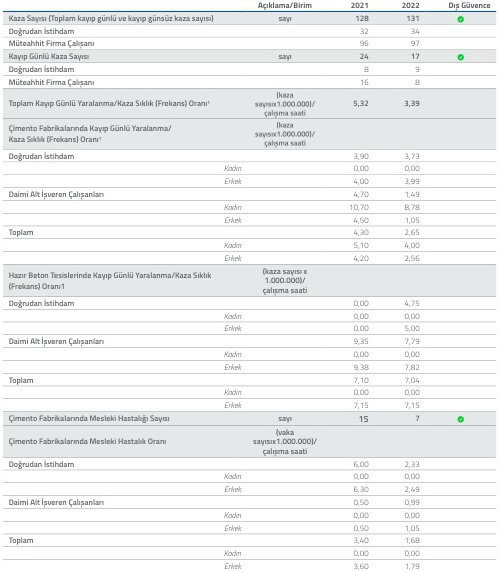 Açıklama/Birim 2021 2022 Dış Güvence
Kaza Sayısı (Toplam kayıp günlü ve kayıp günsüz kaza sayısı) sayı 128 131
Doğrudan İstihdam 32 34
Müteahhit Firma Çalışanı 96 97
Kayıp Günlü Kaza Sayısı sayı 24 17
Doğrudan İstihdam 8 9
Müteahhit Firma Çalışanı 16 8
Toplam Kayıp Günlü Yaralanma/Kaza Sıklık (Frekans) Oranı¹ (kaza sayısıx1.000.000)/ çalışma saati 5,32 3,39
Çimento Fabrikalarında Kayıp Günlü Yaralanma/
Kaza Sıklık (Frekans) Oranı¹ (kaza sayısıx1.000.000)/ çalışma saati
Doğrudan İstihdam 3,90 3,73
Kadın 0,00 0,00
Erkek 4,00 3,99
Daimi Alt İşveren Çalışanları 4,70 1,49
Kadın 10,70 8,78
Erkek 4,50 1,05
Toplam 4,30 2,65
Kadın 5,10 4,00
Erkek 4,20 2,56
Hazır Beton Tesislerinde Kayıp Günlü Yaralanma/Kaza Sıklık
(Frekans) Oranı1 (kaza sayısı x 1.000.000)/ çalışma saati
Doğrudan İstihdam 0,00 4,75
Kadın 0,00 0,00
Erkek 0,00 5,00
Daimi Alt İşveren Çalışanları 9,35 7,79
Kadın 0,00 0,00
Erkek 9,38 7,82
Toplam 7,10 7,04
Kadın 0,00 0,00
Erkek 7,15 7,15
Çimento Fabrikalarında Mesleki Hastalığı Sayısı sayı 15 7
Çimento Fabrikalarında Mesleki Hastalık Oranı (vaka sayısıx1.000.000)/ çalışma saati
Doğrudan İstihdam 6,00 2,33
Kadın 0,00 0,00
Erkek 6,30 2,49
Daimi Alt İşveren Çalışanları 0,50 0,99
Kadın 0,00 0,00
Erkek 0,50 1,05
Toplam 3,40 1,68
Kadın 0,00 0,00
Erkek 3,60 1,79